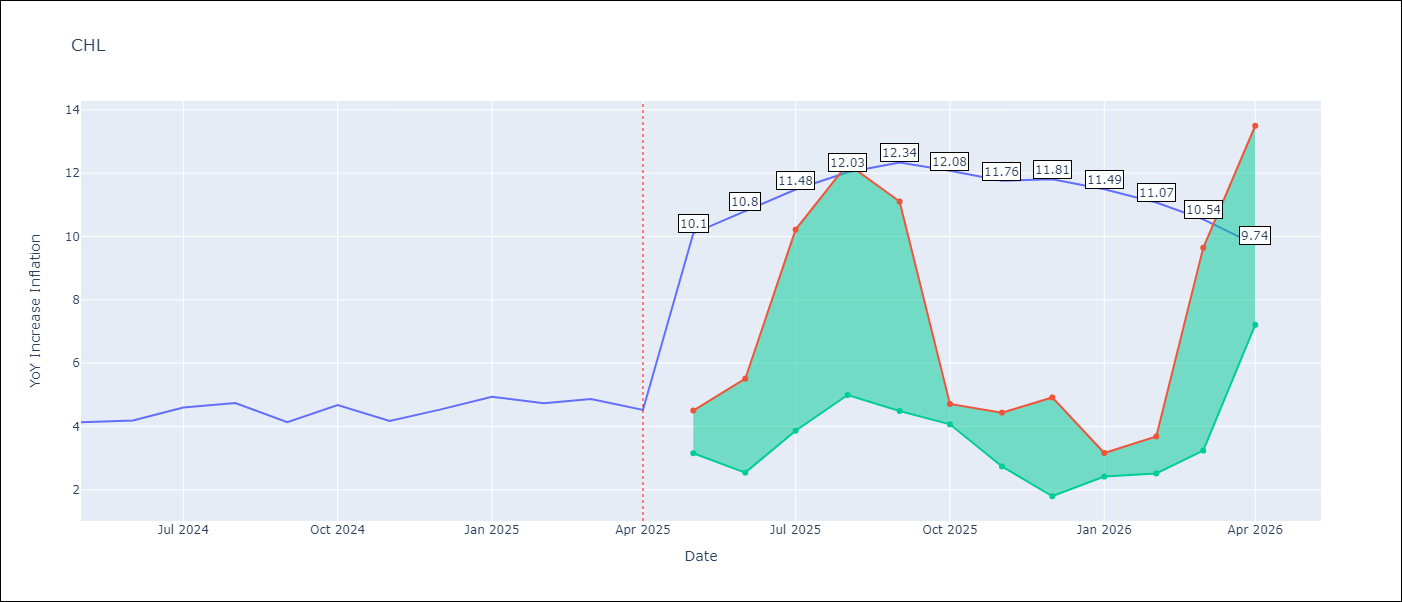 CHL
14
12
10
8
6
4
2
YoY Increase Inflation
10.1
10.8
11.48
12.03
12.34
12.08
11.76
11.81
11.49
11.07
10.54
9.74
Jul 2024
Oct 2024
Jan 2025
Apr 2025
Jul 2025
Oct 2025
Jan 2026
Apr 2026
Date